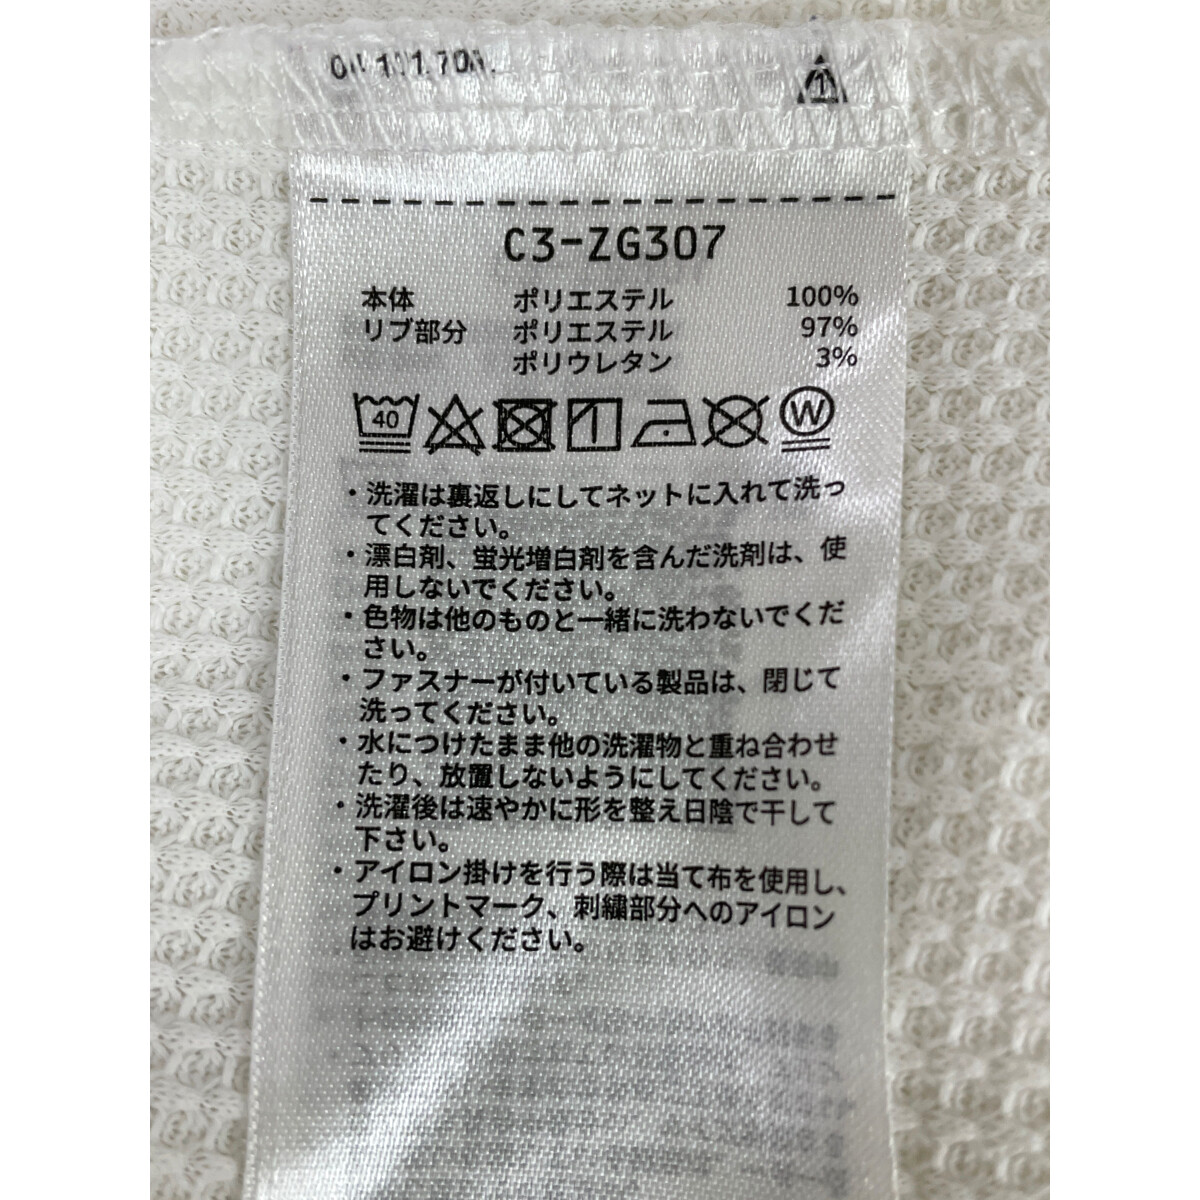 C3-ZG307
本体 ポリエステル 100%
リブ部分 ポリエステル 97%
ポリウレタン 3%
40 W
・洗濯は裏返しにしてネットに入れて洗っ
てください。
・漂白剤、蛍光増白剤を含んだ洗剤は、使
用しないでください。
・色物は他のものと一緒に洗わないでくだ
さい。
・ファスナーが付いている製品は、閉じて
洗ってください。
・水につけたまま他の洗濯物と重ね合わせ
たり、放置しないようにしてください。
・洗濯後は速やかに形を整え日陰で干して
下さい。
・アイロン掛けを行う際は当て布を使用し、
プリントマーク、刺繍部分へのアイロン
はお避けください。